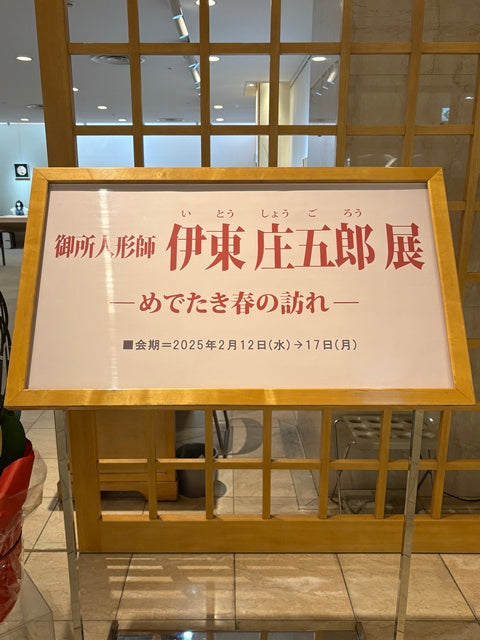 いとう しょうごろう
御所人形師 伊東 庄五郎 展
―めでたき春の訪れ―
■会期=2025年2月12日(水)→17日(月)